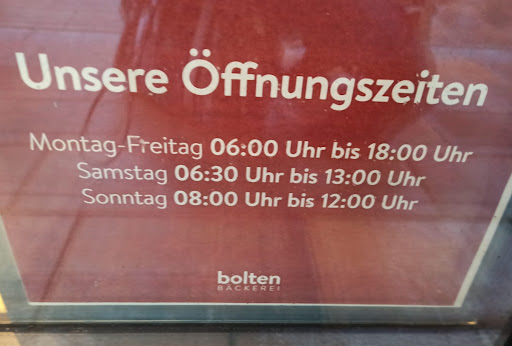 Unsere Öffnungszeiten
Montag-Freitag 06:00 Uhr bis 18:00 Uhr
Samstag 06:30 Uhr bis 13:00 Uhr
Sonntag 08:00 Uhr bis 12:00 Uhr
bolten
BÄCKEREI